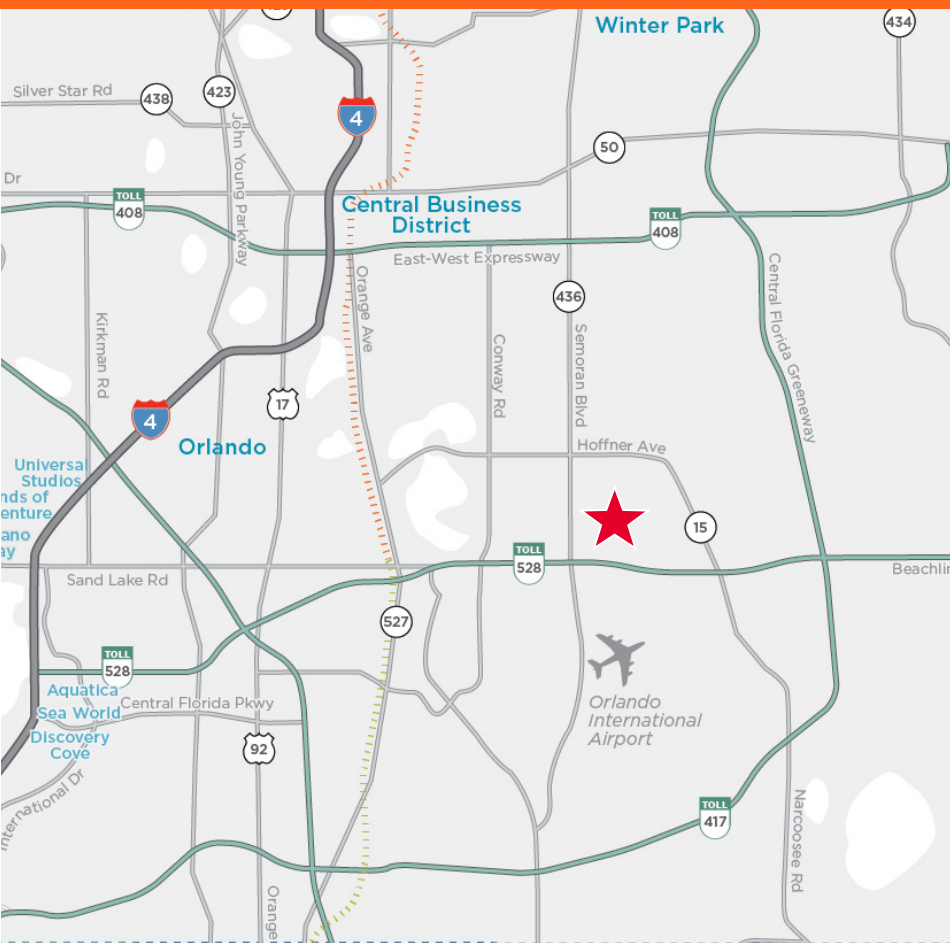 Winter Park
434
Silver Star Rd
438
423
4
John Young Parkway
50
Dr
TOLL
408
Central Business
District
TOLL
408
East-West Expressway
Orange Ave
436
Central Florida Greeneway
Kirkman Rd
Conway Rd
Semoran Blvd
17
4
Orlando
Hoffner Ave
Universal
Studios
nds of
enture
ano
ay
15
TOLL
528
Sand Lake Rd
Beachlin
527
TOLL
528
Aquatica
Sea World
Discovery
Cove
Central Florida Pkwy
Orlando
International
Airport
92
International Dr
TOLL
417
Narcoossee Rd
Orange